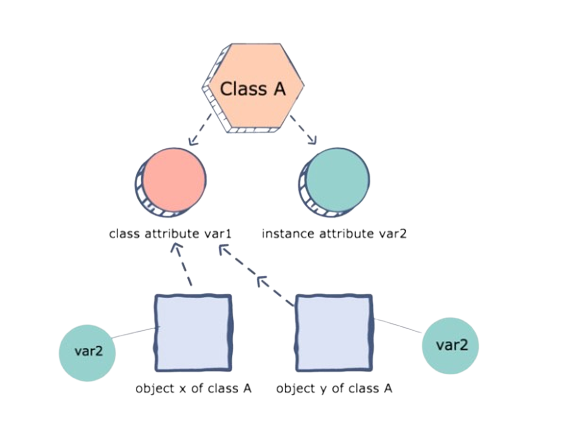 Class A
class attribute var1
instance attribute var2
var2
var2
object x of class A
object y of class A